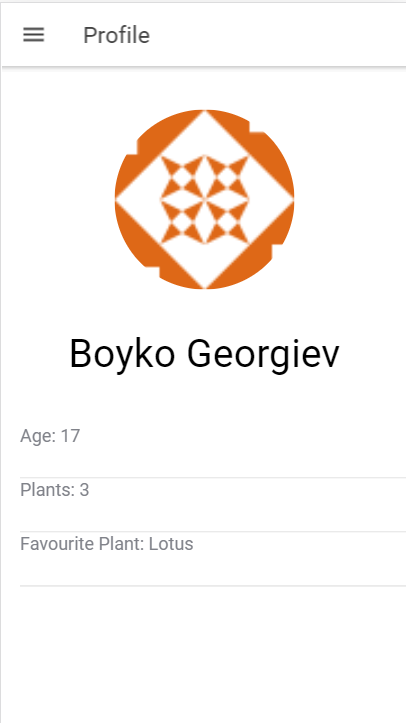 Profile
Boyko Georgiev
Age: 17
Plants: 3
Favourite Plant: Lotus